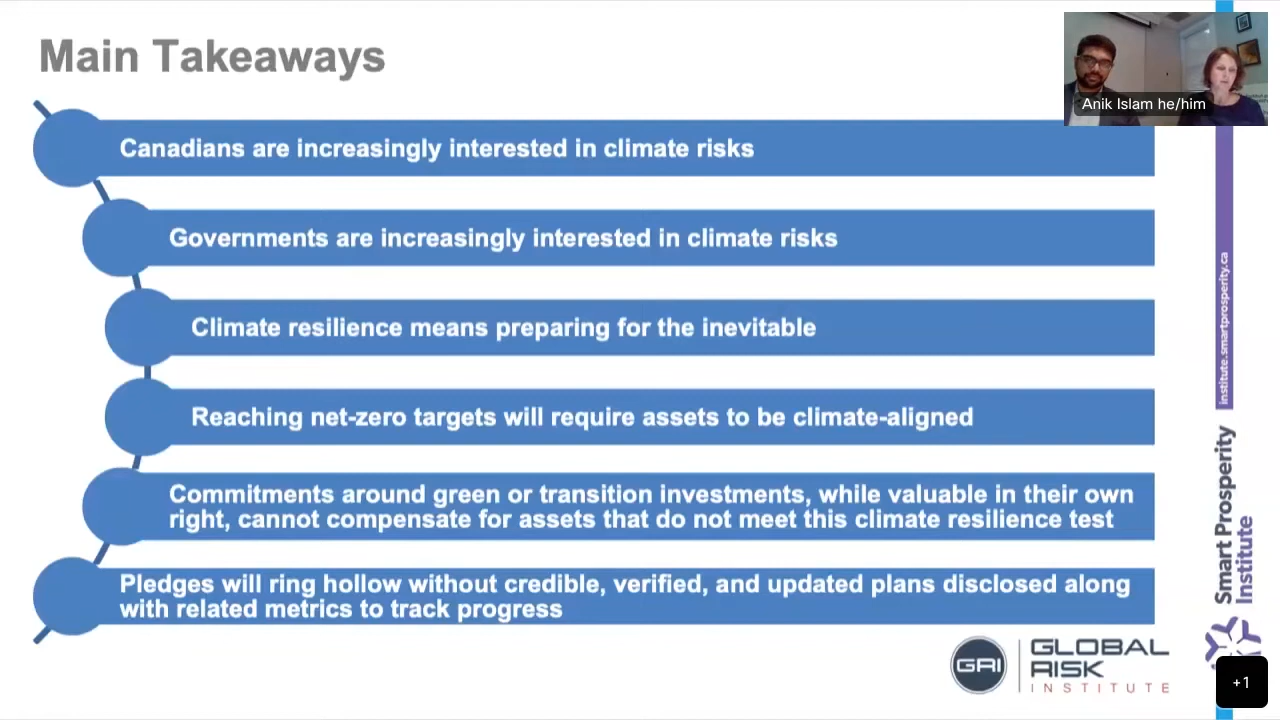 Main Takeaways
Anik Islam he/him
Canadians are increasingly interested in climate risks
Governments are increasingly interested in climate risks
Climate resilience means preparing for the inevitable
Reaching net-zero targets will require assets to be climate-aligned
Commitments around green or transition investments, while valuable in their own
right, cannot compensate for assets that do not meet this climate resilience test
Pledges will ring hollow without credible, verified, and updated plans disclosed along
with related metrics to track progress
institute.smartprosperity.ca
Smart Prosperity
Institute
GRI
GLOBAL
RISK
INSTITUTE
+1